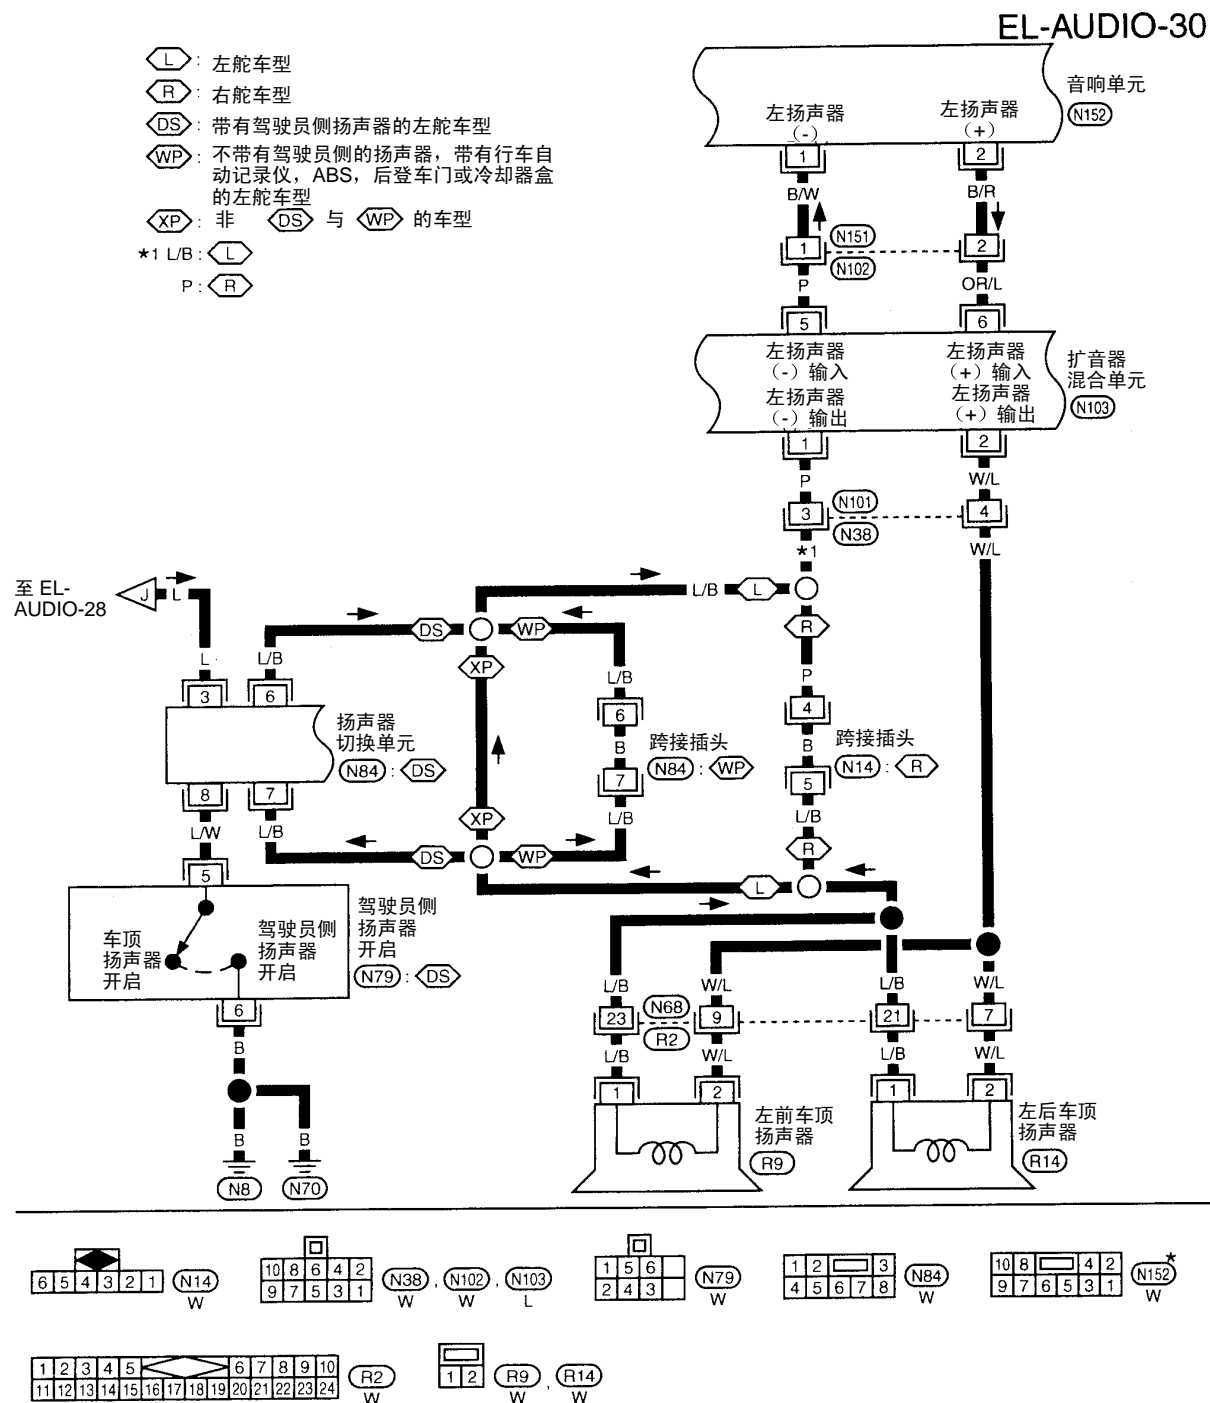 EL-AUDIO-30
L : 左舵车型
R : 右舵车型
DS : 带有驾驶员侧扬声器的左舵车型
WP : 不带有驾驶员侧的扬声器，带有行车自
动记录仪，ABS，后登车门或冷却器盒
的左舵车型
XP : 非 DS 与 WP 的车型
★1 L/B : L
P : R
音响单元
N152
左扬声器
（-）
左扬声器
（+）
1
2
B/W
B/R
1
N151
N102
2
P
OR/L
5
6
左扬声器
（-）输入
左扬声器
（+）输入
左扬声器
（-）输出
左扬声器
（+）输出
扩音器
混合单元
N103
1
2
P
W/L
3
N101
N38
4
★1
W/L
至 EL-
AUDIO-28
J
L
L/B
L
DS
WP
R
L
L/B
XP
L/B
P
3
6
6
4
扬声器
切换单元
N84 : DS
B
跨接插头
N84 : WP
B
跨接插头
N14 : R
8
7
7
5
L/W
L/B
XP
L/B
L/B
DS
WP
R
5
L
车顶
扬声器
开启
驾驶员侧
扬声器
开启
驾驶员侧
扬声器
开启
N79 : DS
6
B
L/B
W/L
L/B
W/L
23
N68
R2
9
21
7
L/B
W/L
L/B
W/L
1
2
1
2
B
B
N8
N70
左前车顶
扬声器
R9
左后车顶
扬声器
R14
6 5 4 3 2 1
N14
W
10 8 6 4 2
9 7 5 3 1
N38 , N102 , N103
W W L
1 5 6
2 4 3
N79
W
1 2 3
4 5 6 7 8
N84
W
10 8 4 2
9 7 6 5 3 1
N152 ★
W
1 2 3 4 5 6 7 8 9 10
11 12 13 14 15 16 17 18 19 20 21 22 23 24
R2
W
1 2
R9 , R14
W W